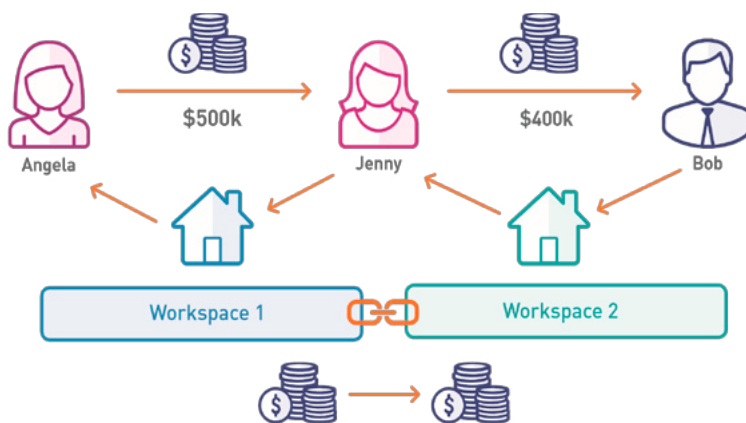 $
$
$500k
$400k
Angela
Jenny
Bob
Workspace 1
Workspace 2
$
$